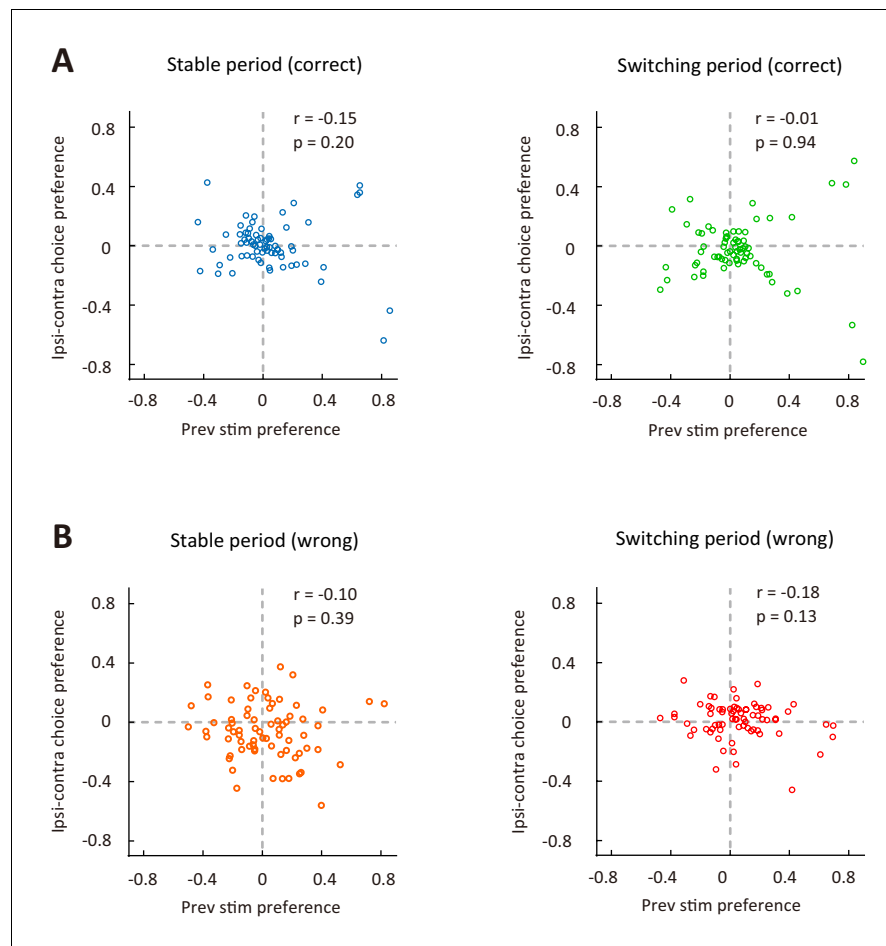 A
Stable period (correct)
Switching period (correct)
r = -0.15
p = 0.20
r = -0.01
p = 0.94
Ipsi-contra choice preference
0.8
0.4
0
-0.4
-0.8
-0.8 -0.4 0 0.4 0.8
Prev stim preference
Ipsi-contra choice preference
0.8
0.4
0
-0.4
-0.8
-0.8 -0.4 0 0.4 0.8
Prev stim preference
B
Stable period (wrong)
Switching period (wrong)
r = -0.10
p = 0.39
r = -0.18
p = 0.13
Ipsi-contra choice preference
0.8
0.4
0
-0.4
-0.8
-0.8 -0.4 0 0.4 0.8
Prev stim preference
Ipsi-contra choice preference
0.8
0.4
0
-0.4
-0.8
-0.8 -0.4 0 0.4 0.8
Prev stim preference